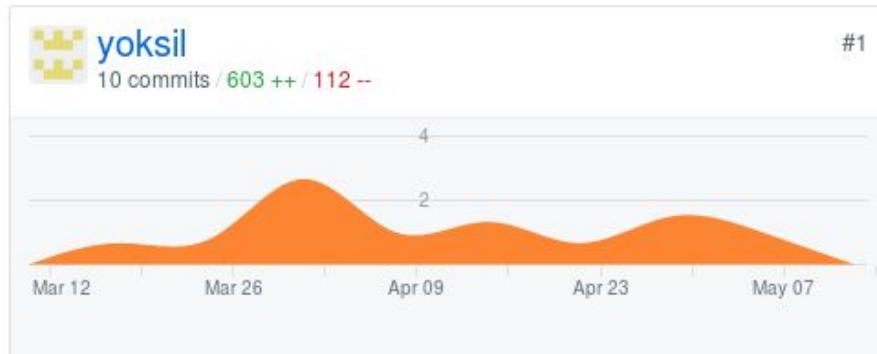 yoksil
#1
10 commits / 603 ++ / 112 --
4
2
Mar 12 Mar 26 Apr 09 Apr 23 May 07